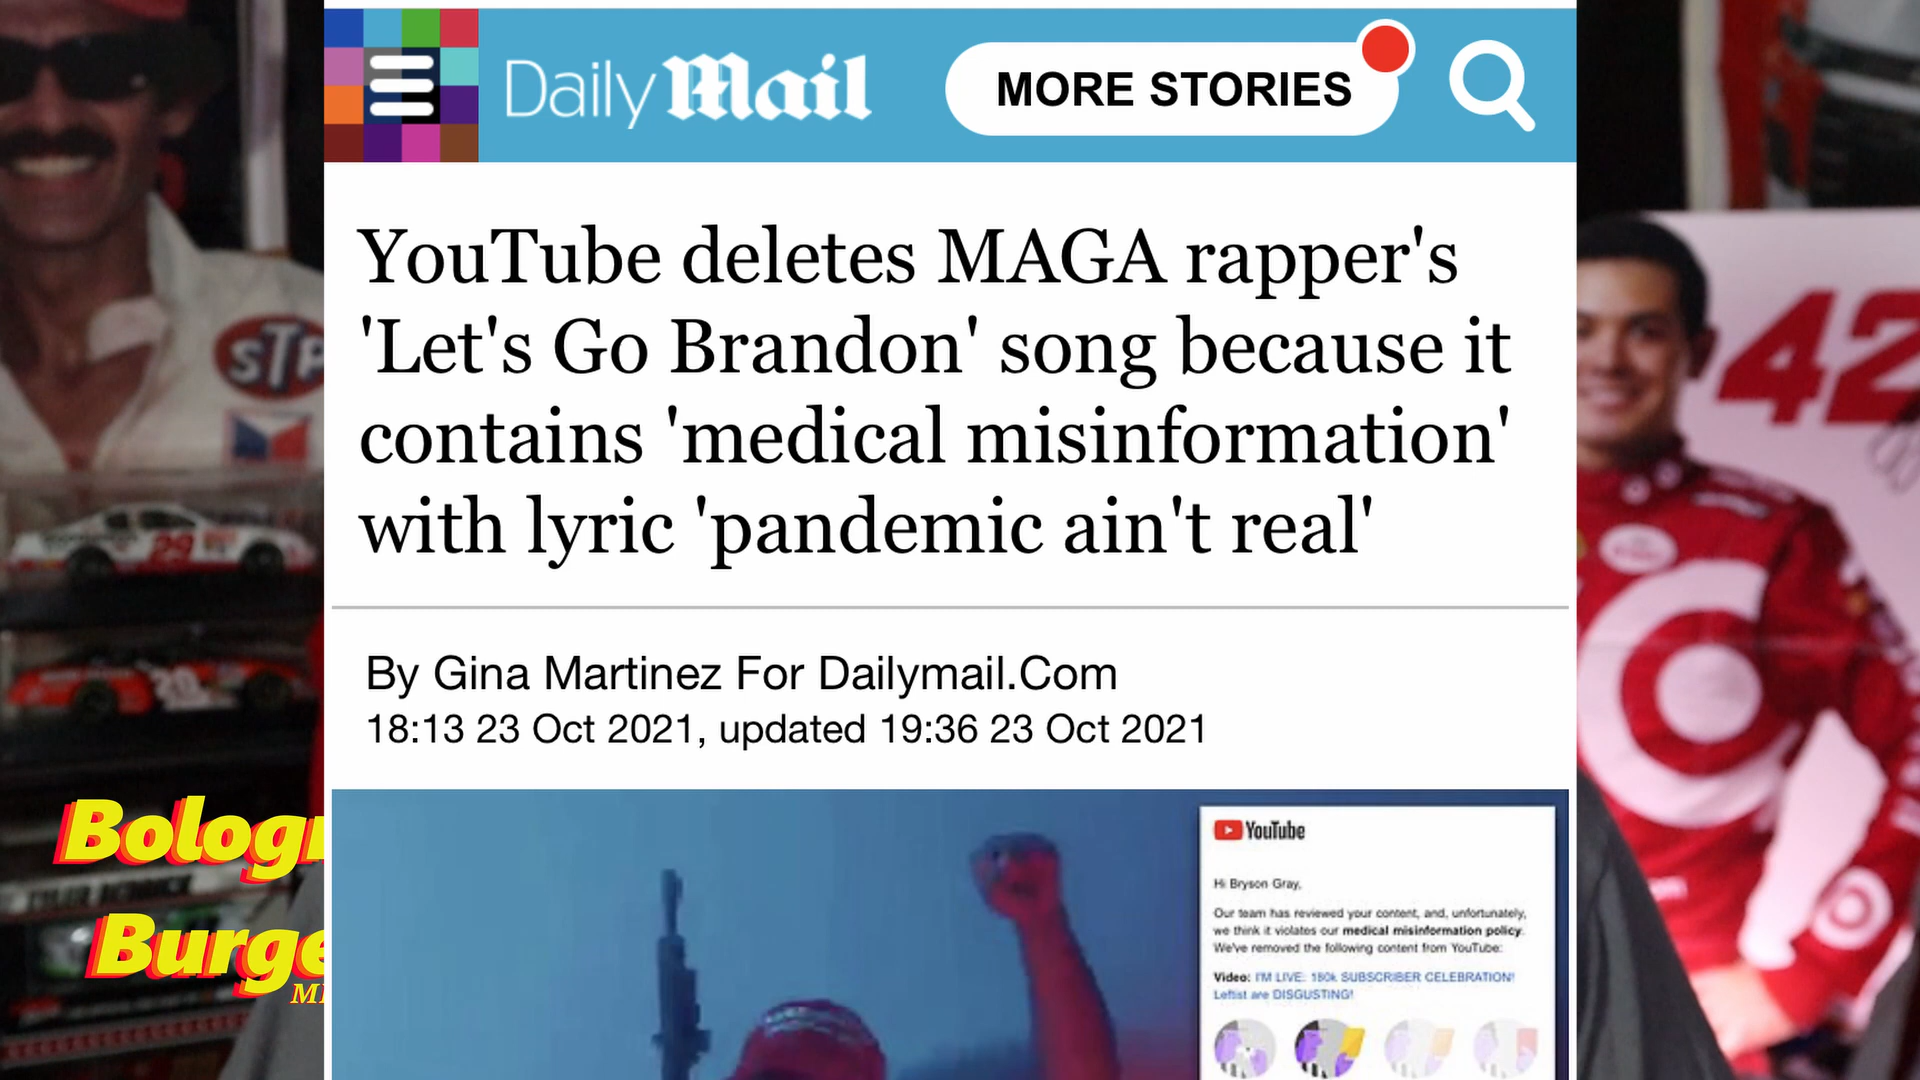 Daily Mail
MORE STORIES
YouTube deletes MAGA rapper's
'Let's Go Brandon' song because it
contains 'medical misinformation'
with lyric 'pandemic ain't real'
By Gina Martinez For Dailymail.Com
18:13 23 Oct 2021, updated 19:36 23 Oct 2021
YouTube
Hi Bryson Gray,
Our team has reviewed your content, and, unfortunately,
we think it violates our medical misinformation policy.
We've removed the following content from YouTube:
Video: I'M LIVE: 180k SUBSCRIBER CELEBRATION!
Leftist are DISGUSTING!
STP
29
20
42
Bologn
Burge